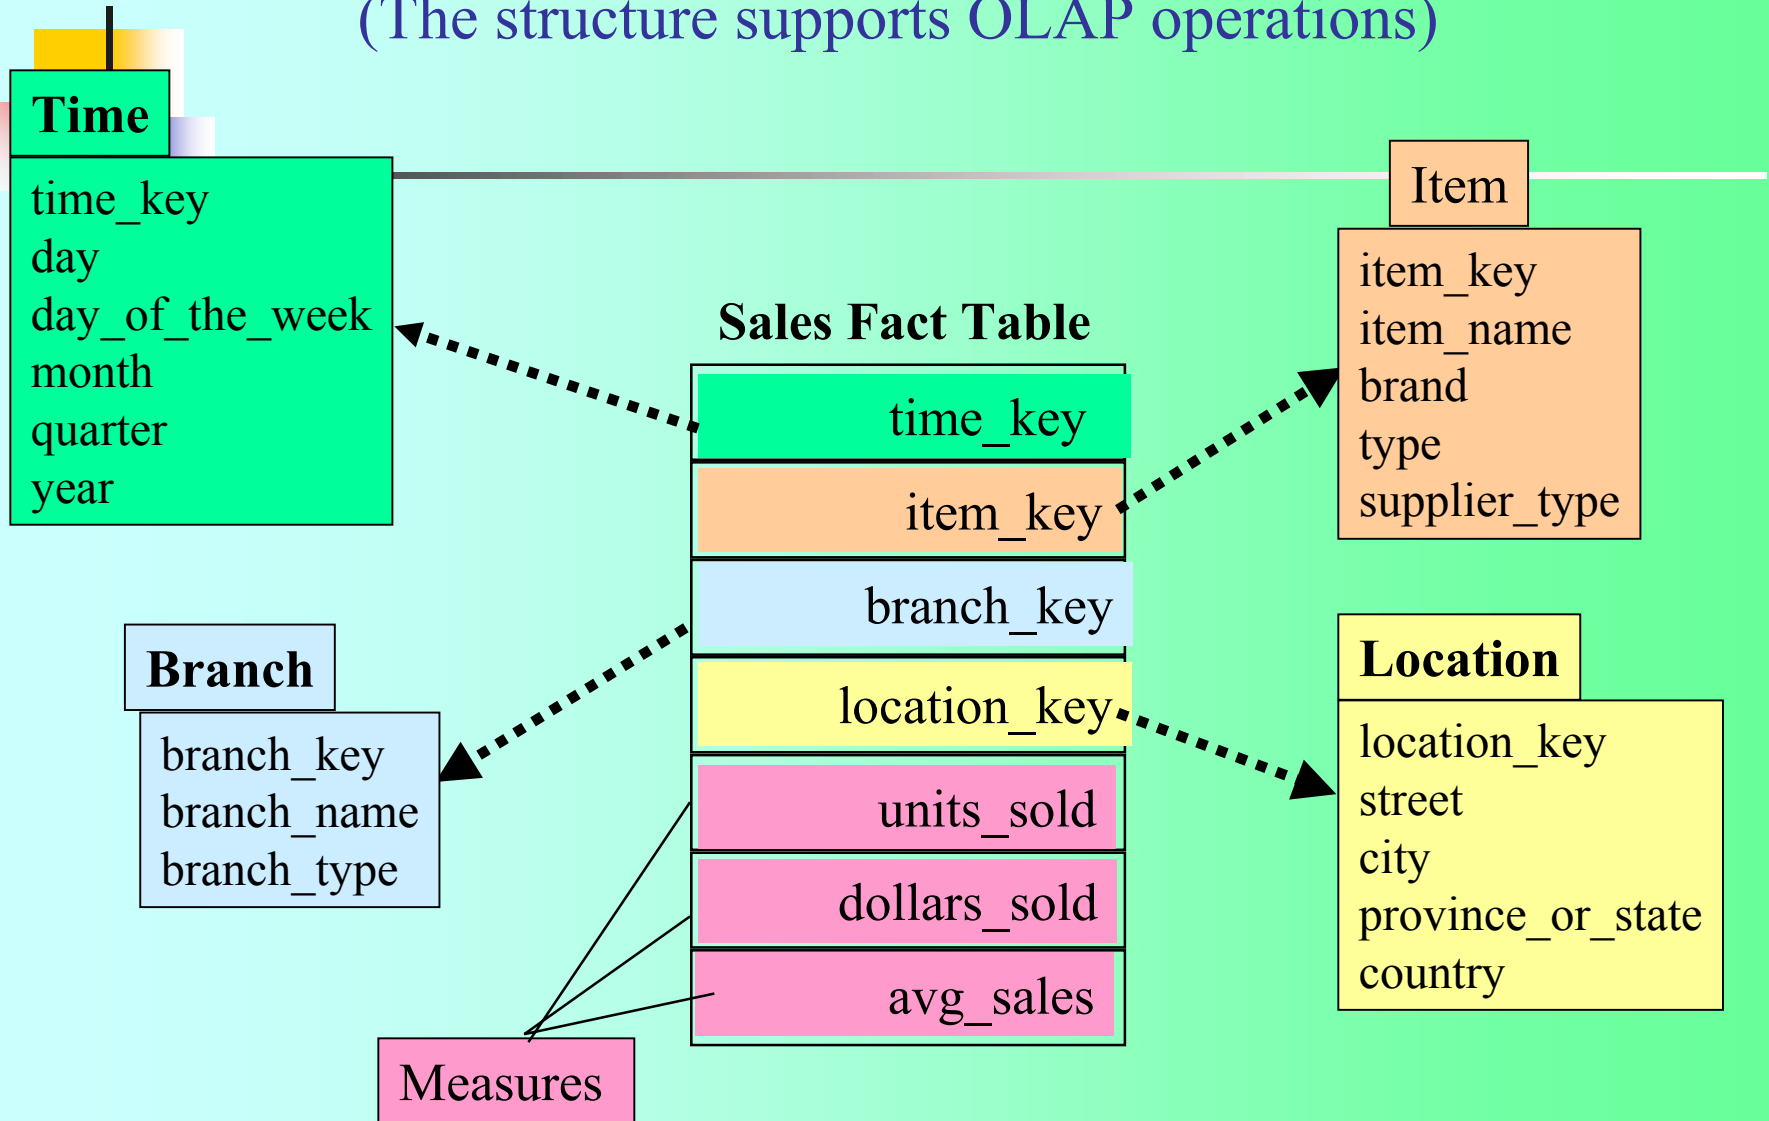 (The structure supports OLAP operations)
Time
time_key
day
day_of_the_week
month
quarter
year
Item
item_key
item_name
brand
type
supplier_type
Sales Fact Table
time_key
item_key
branch_key
location_key
units_sold
dollars_sold
avg_sales
Branch
branch_key
branch_name
branch_type
Location
location_key
street
city
province_or_state
country
Measures